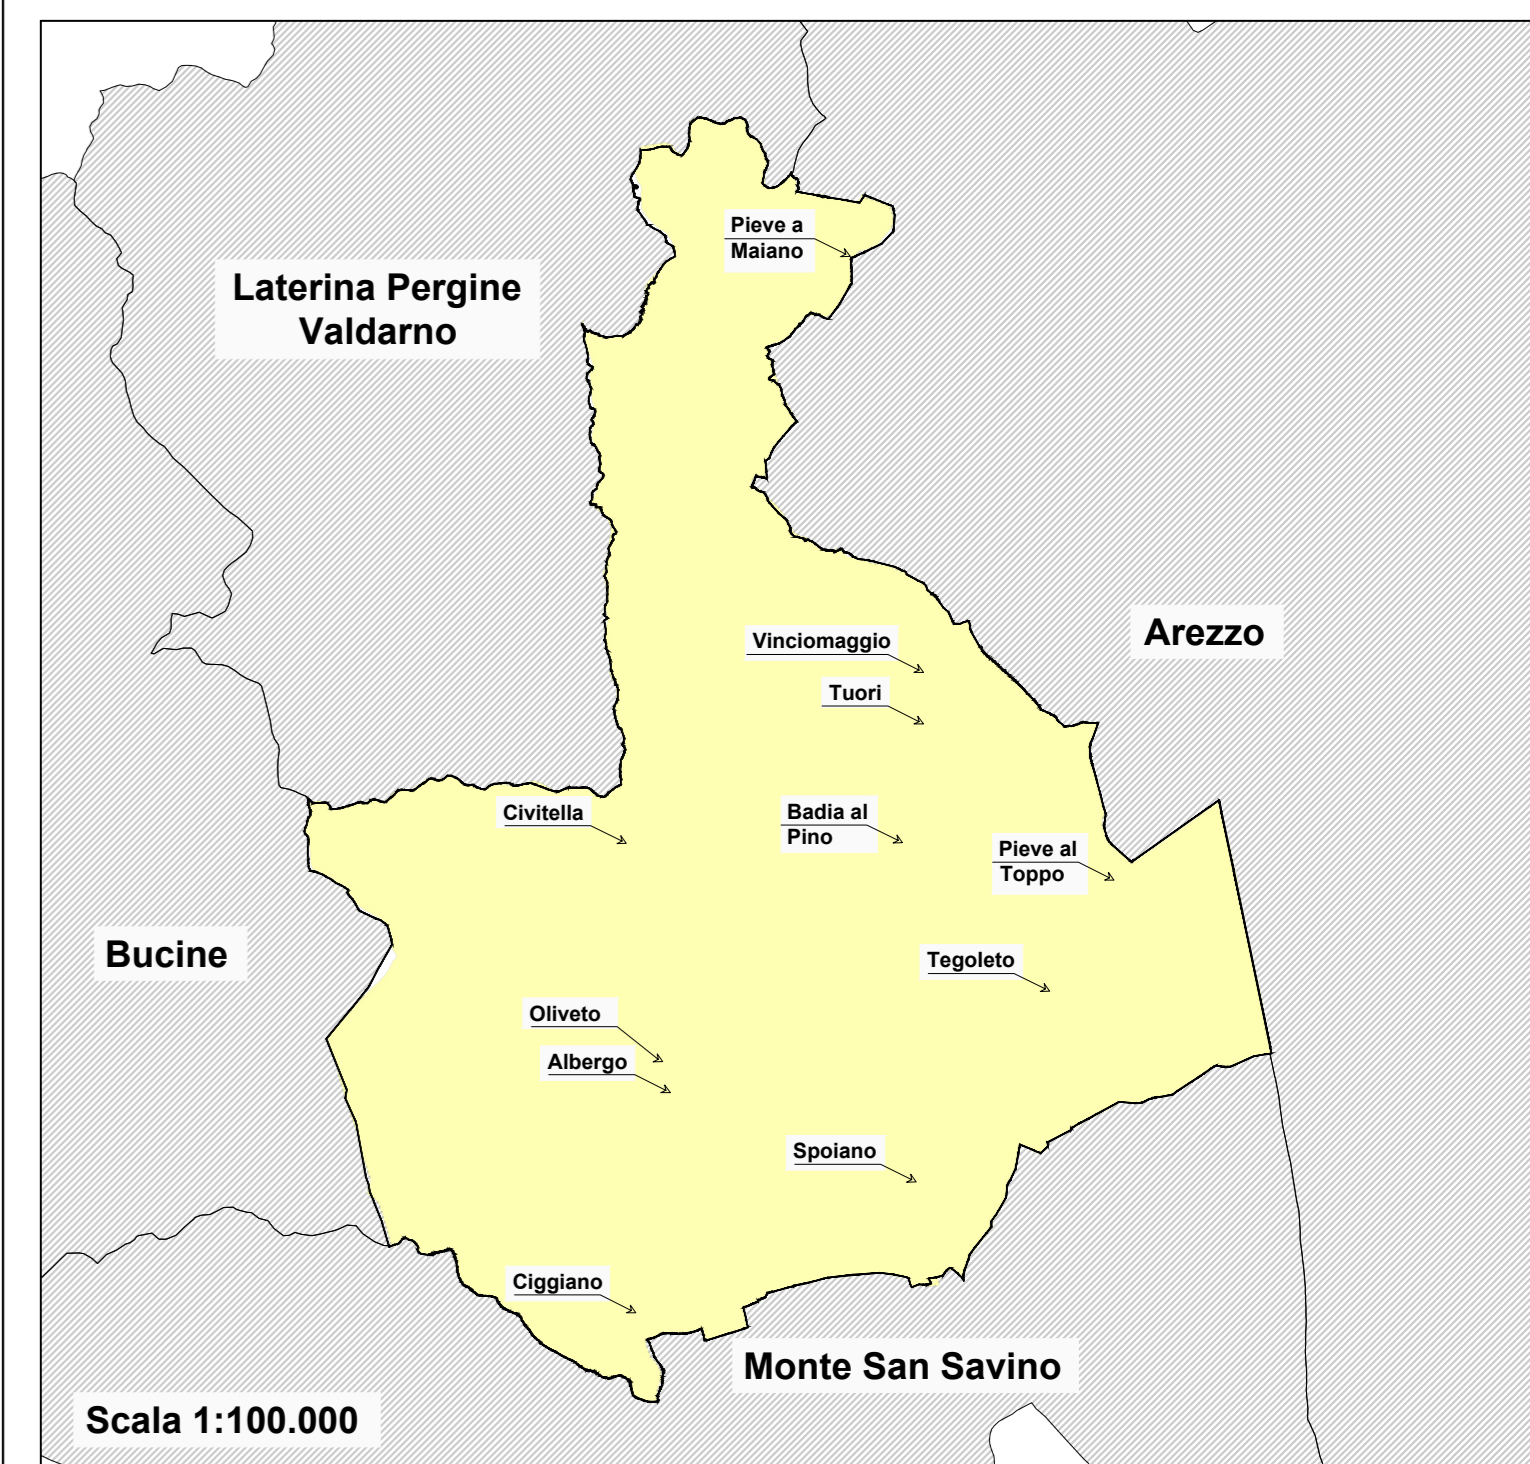 Pieve a
Maiano
Laterina Pergine
Valdarno
Arezzo
Vinciomaggio
Tuori
Civitella
Badia al
Pino
Pieve al
Toppo
Bucine
Tegoleto
Oliveto
Albergo
Spoiano
Ciggiano
Monte San Savino
Scala 1:100.000